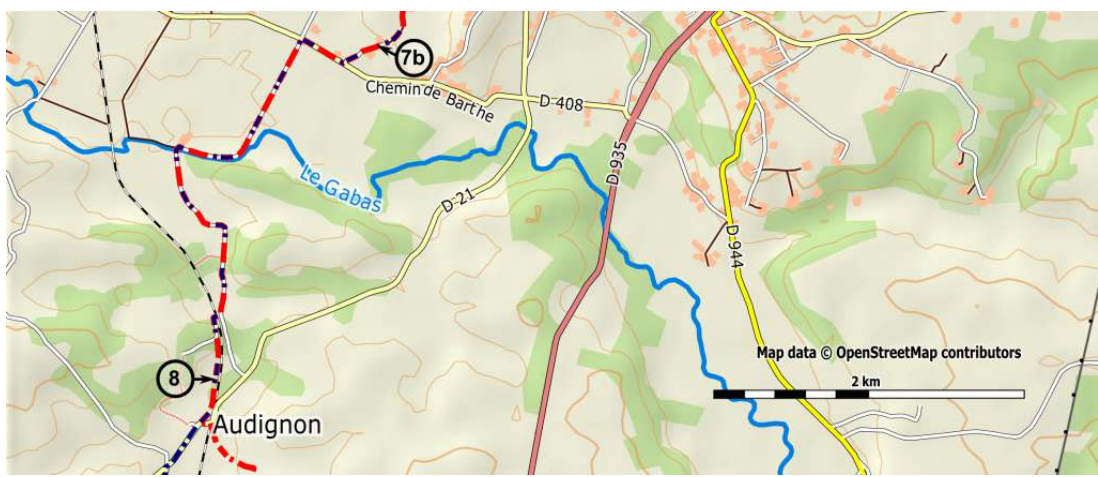 7b
Chemin de Barthe
D 408
Le Gabas
D 21
D 935
D 944
Map data © OpenStreetMap contributors
2 km
8
Audignon